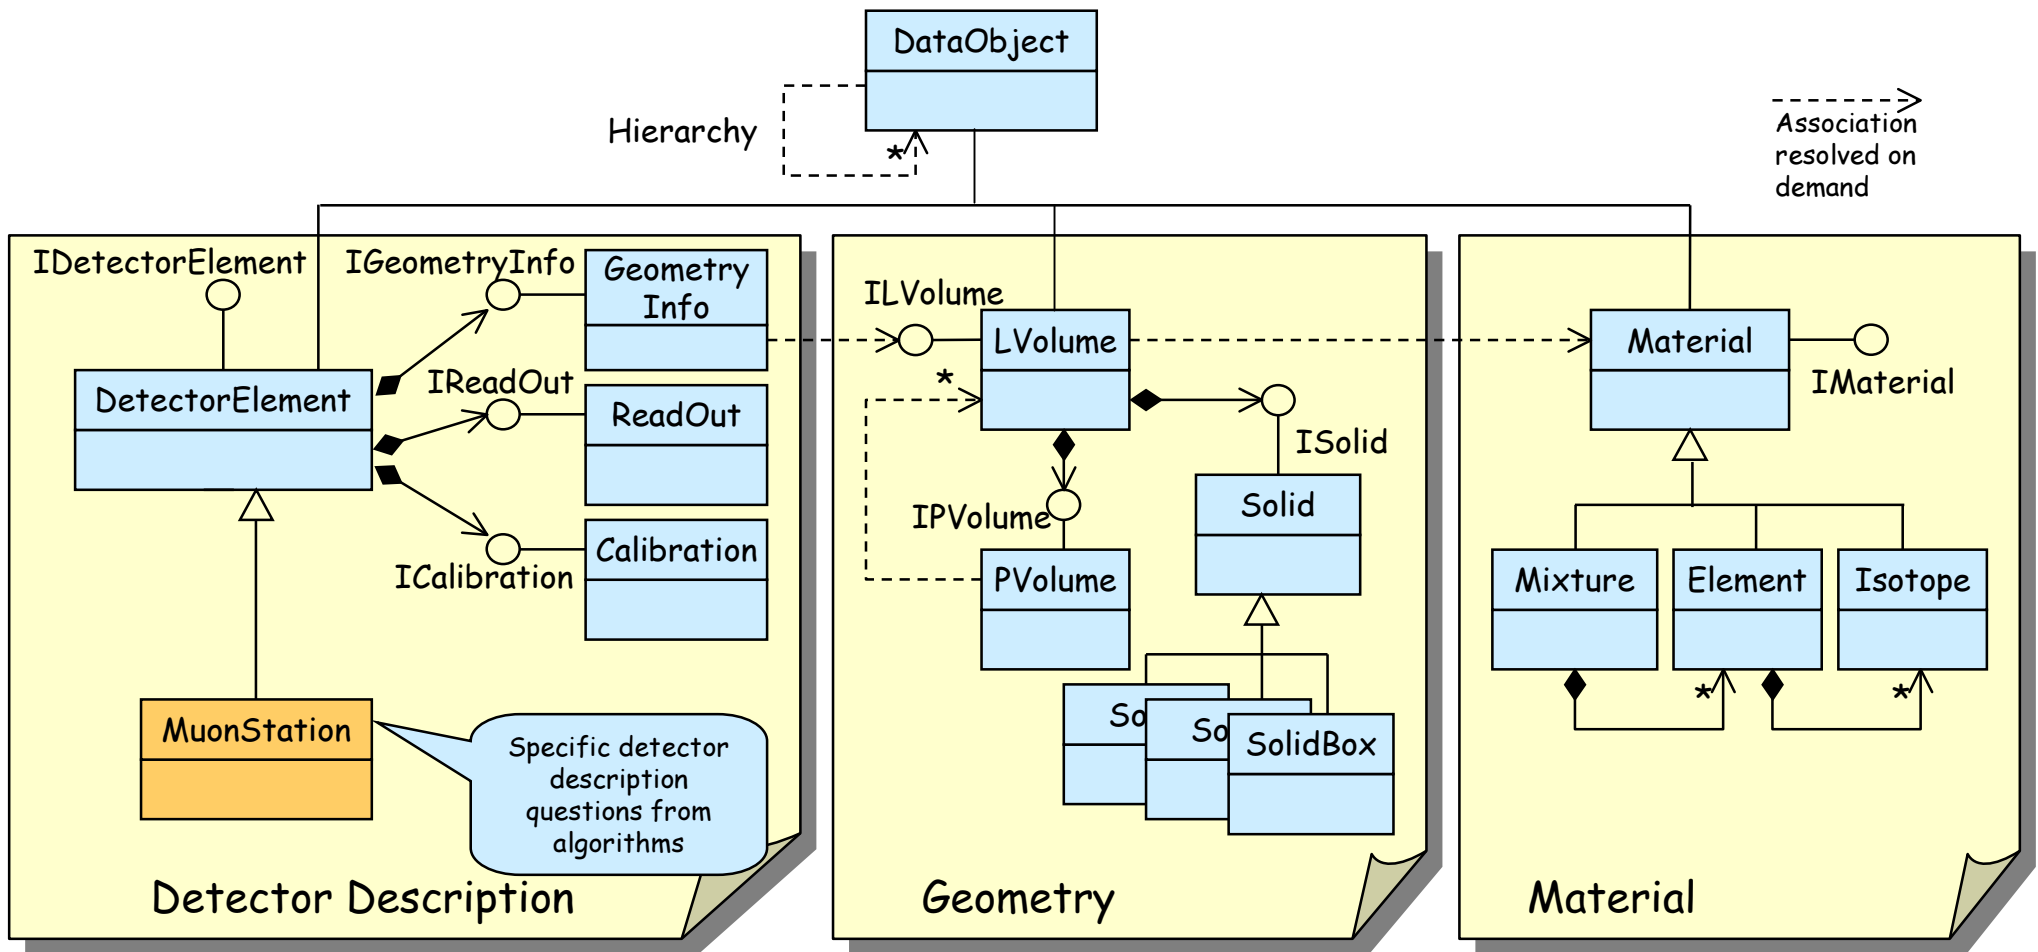 DataObject
Hierarchy
*
Association
resolved on
demand
IDetectorElement
IGeometryInfo
Geometry
Info
IReadOut
DetectorElement
ReadOut
Calibration
ICalibration
MuonStation
Specific detector
description
questions from
algorithms
Detector Description
ILVolume
LVolume
*
ISolid
IPVolume
Solid
PVolume
So
So
SolidBox
Geometry
Material
IMaterial
Mixture
Element
Isotope
*
*
Material